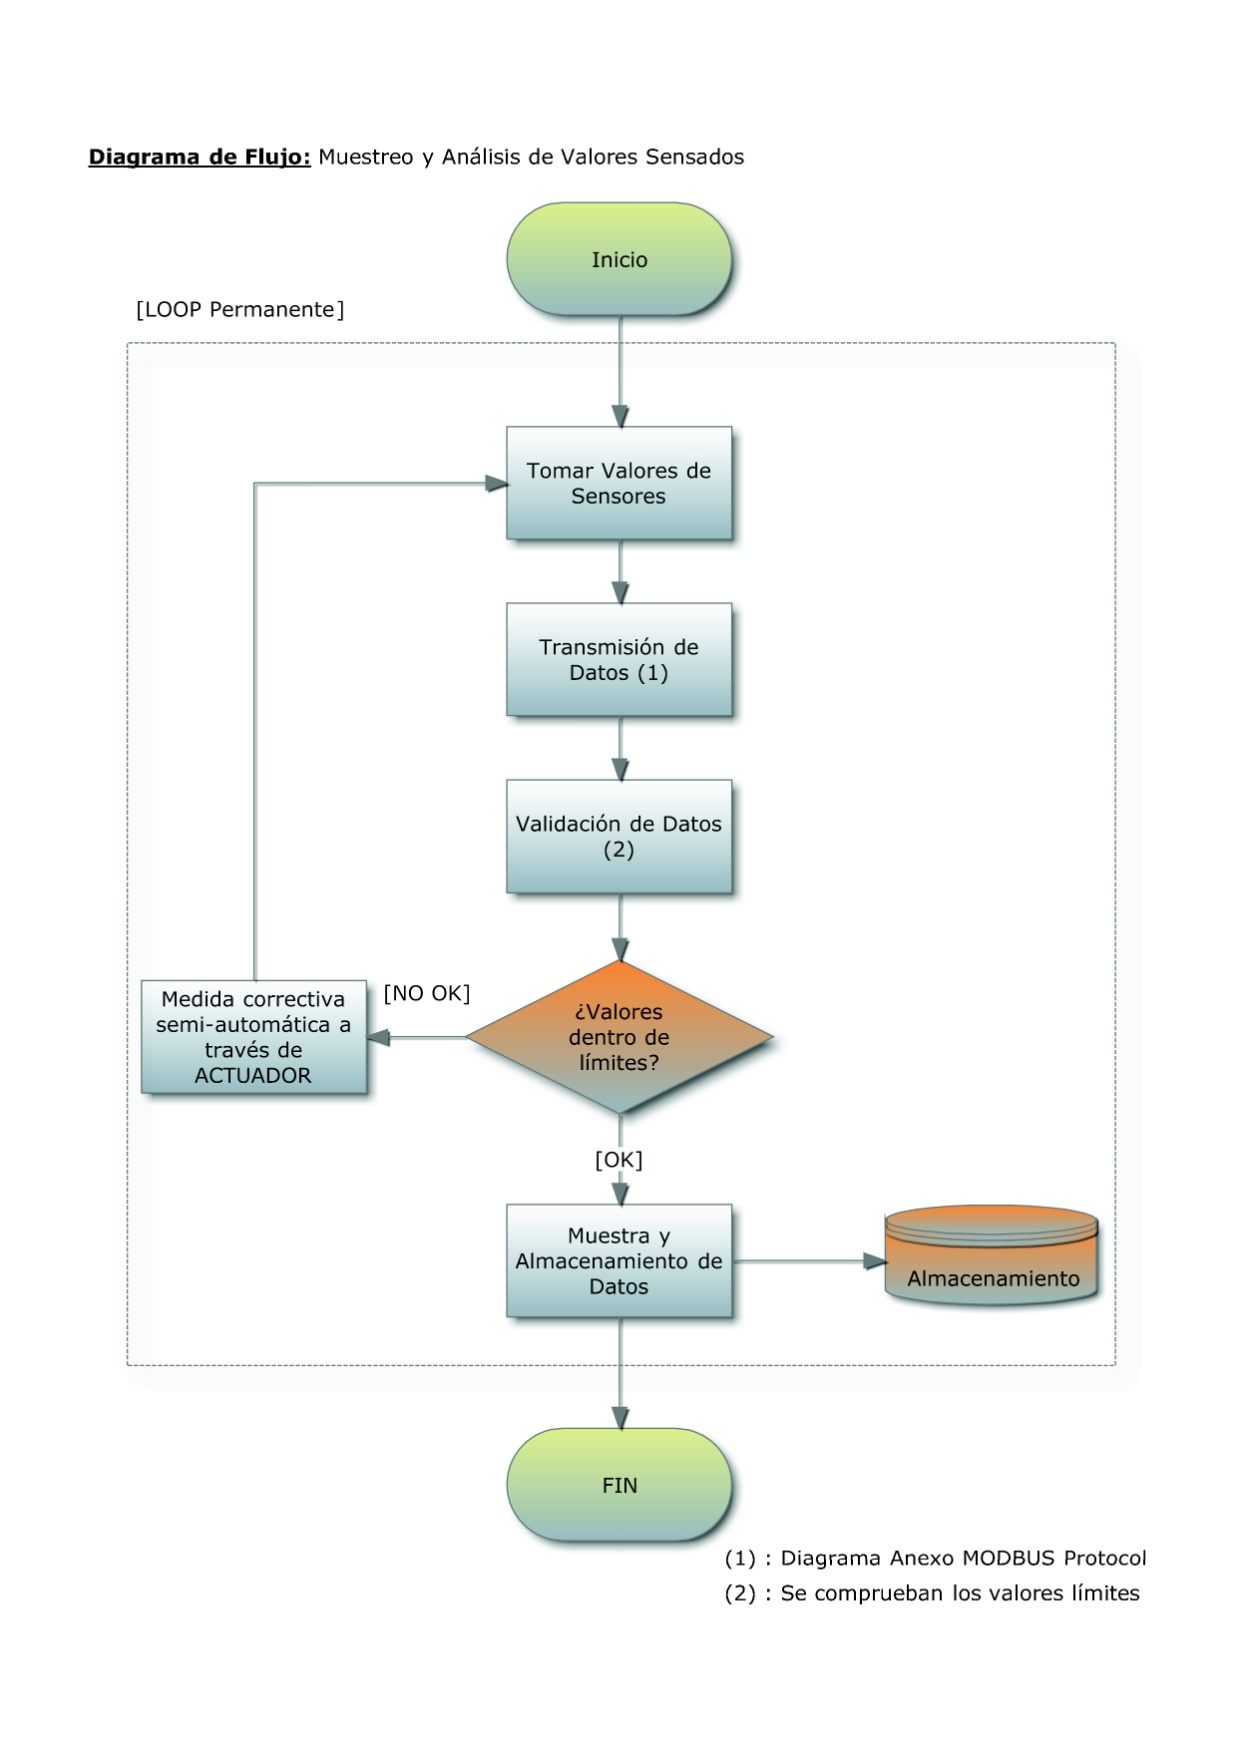 Diagrama de Flujo: Muestreo y Análisis de Valores Sensados
Inicio
[LOOP Permanente]
Tomar Valores de
Sensores
Transmisión de
Datos (1)
Validación de Datos
(2)
¿Valores
dentro de
límites?
[NO OK]
Medida correctiva
semi-automática a
través de
ACTUADOR
[OK]
Muestra y
Almacenamiento de
Datos
Almacenamiento
FIN
(1) : Diagrama Anexo MODBUS Protocol
(2) : Se comprueban los valores límites